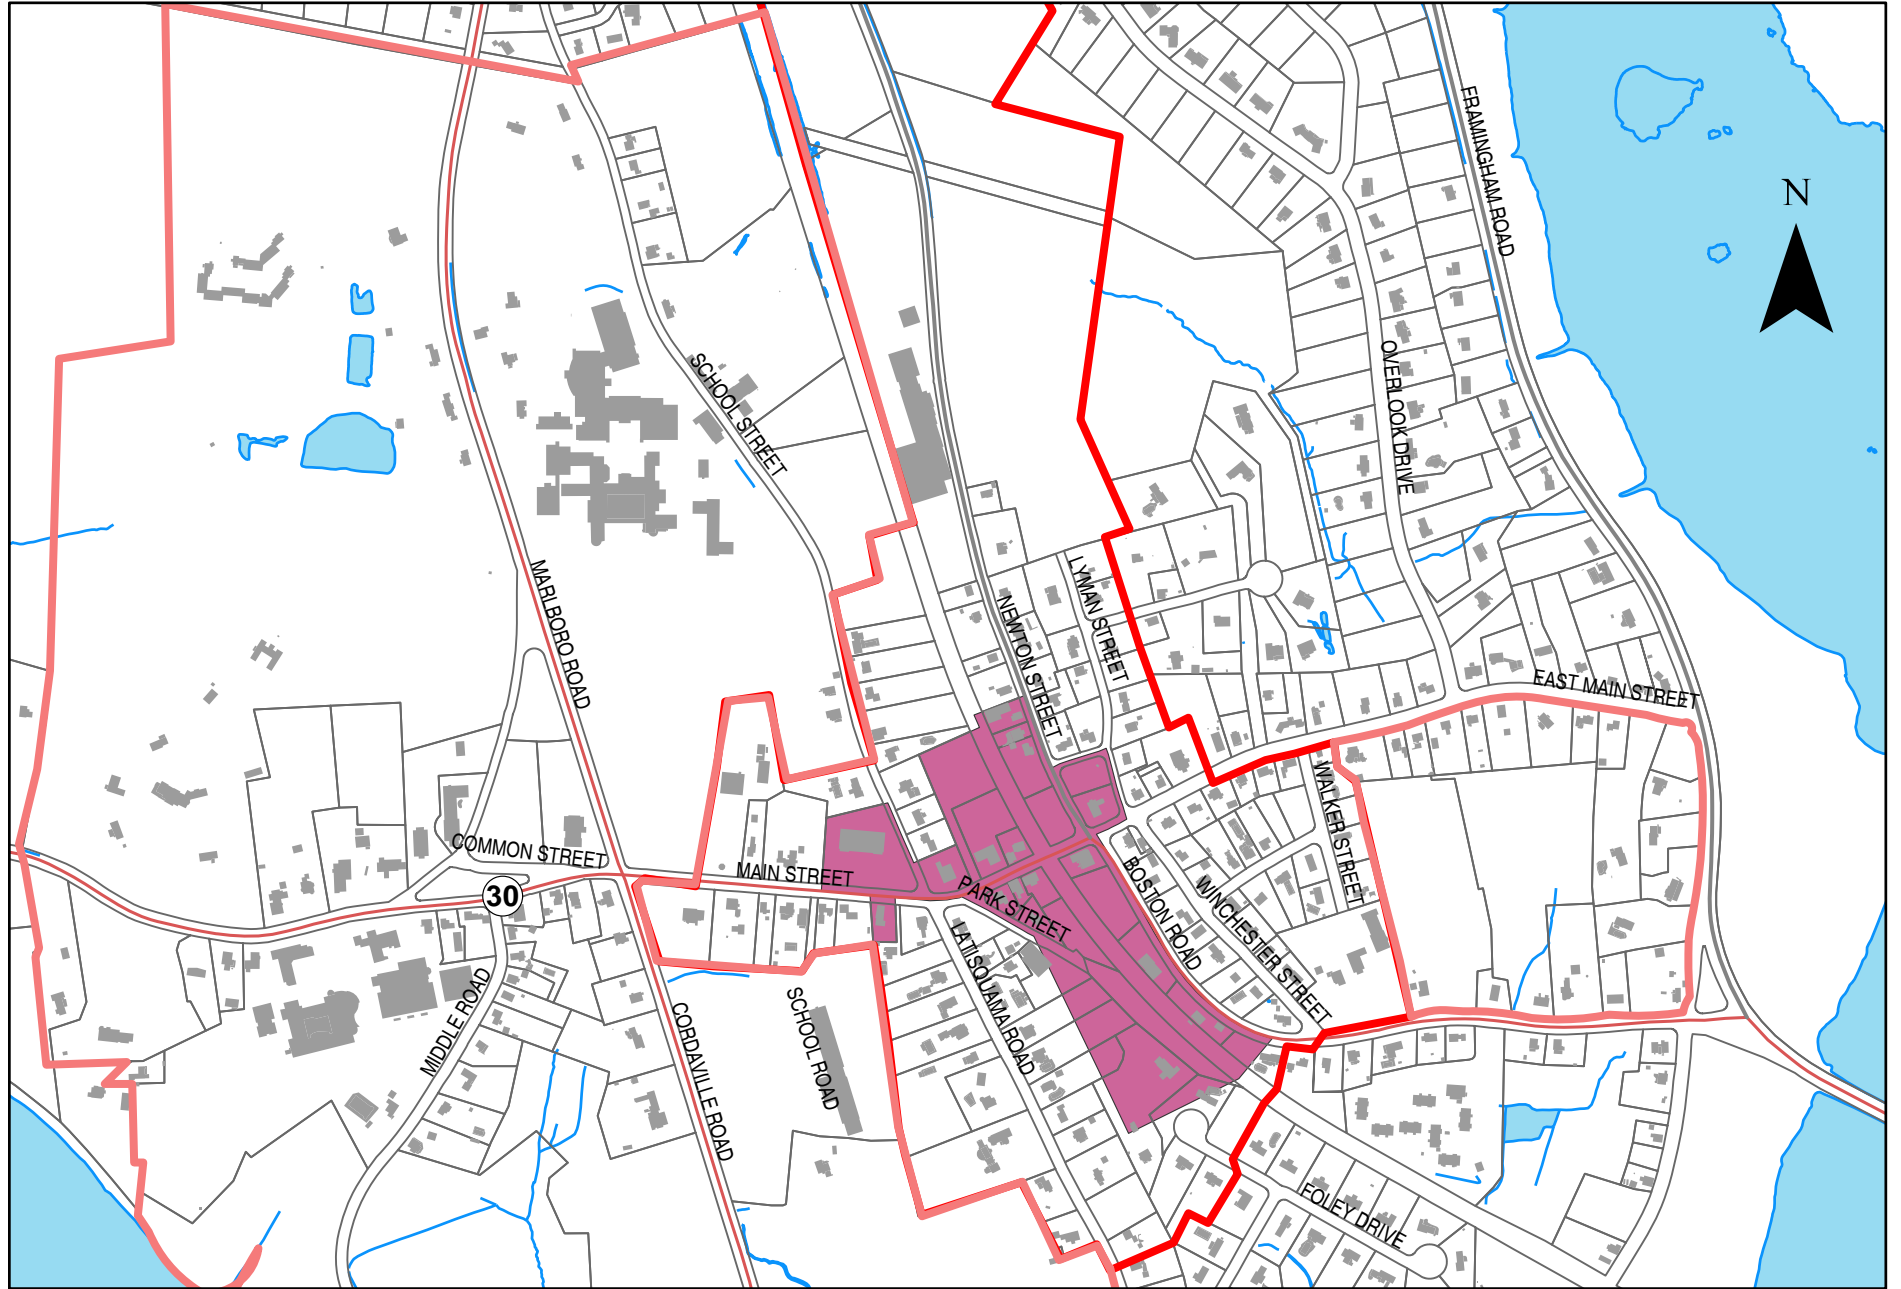 FRAMINGHAM ROAD
N
SCHOOL STREET
OVERLOOK DRIVE
MARLBORO ROAD
LYMAN STREET
NEWTON STREET
EAST MAIN STREET
WALKER STREET
COMMON STREET
MAIN STREET
30
PARK STREET
BOSTON ROAD
WINCHESTER STREET
LATISQUAMA ROAD
MIDDLE ROAD
SCHOOL ROAD
CORDAVILLE ROAD
FOLEY DRIVE